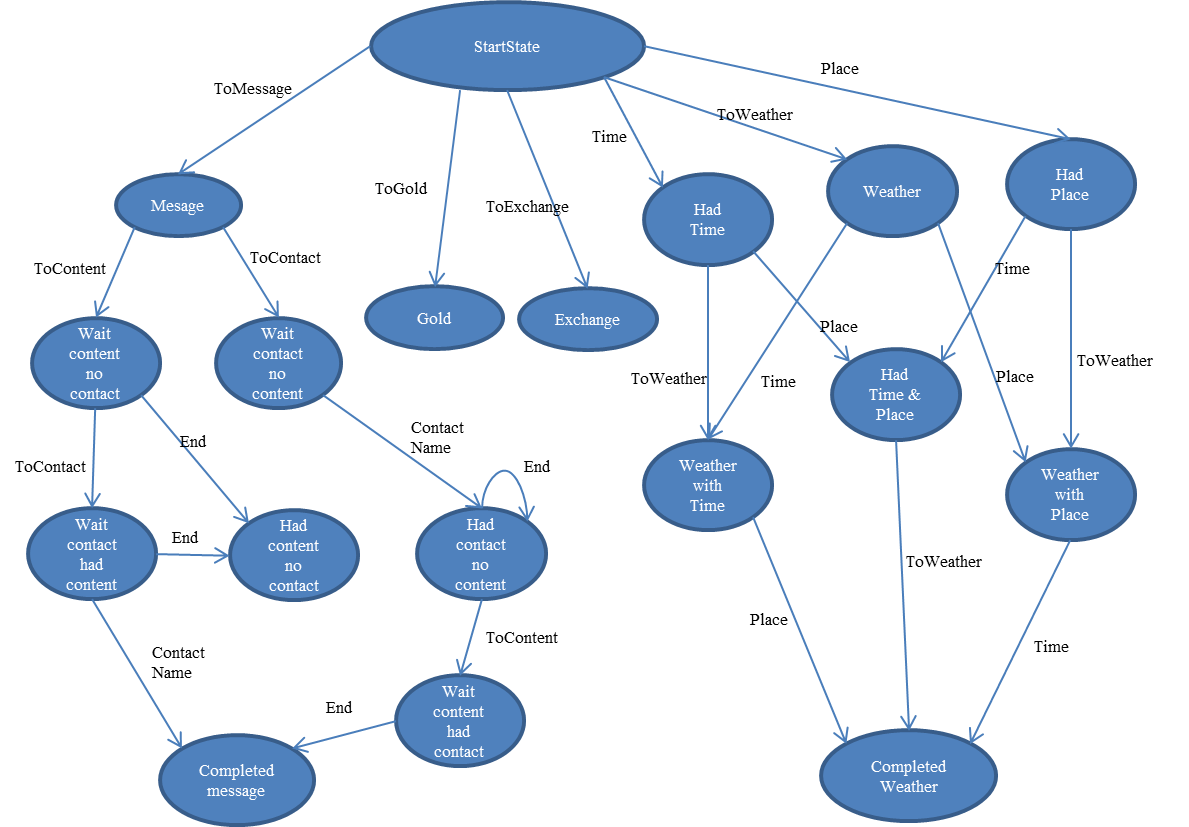 StartState
Place
ToMessage
ToWeather
Time
Had
Place
ToGold
Weather
Mesage
ToExchange
Had
Time
ToContent
ToContact
Time
Gold
Exchange
Place
Wait
content
no
contact
Wait
contact
no
content
ToWeather
Time
Place
ToWeather
Had
Time &
Place
Contact
Name
End
ToContact
End
Weather
with
Time
Weather
with
Place
Wait
contact
had
content
End
Had
content
no
contact
Had
contact
no
content
ToWeather
ToContent
Place
Time
Contact
Name
Wait
content
had
contact
End
Completed
message
Completed
Weather